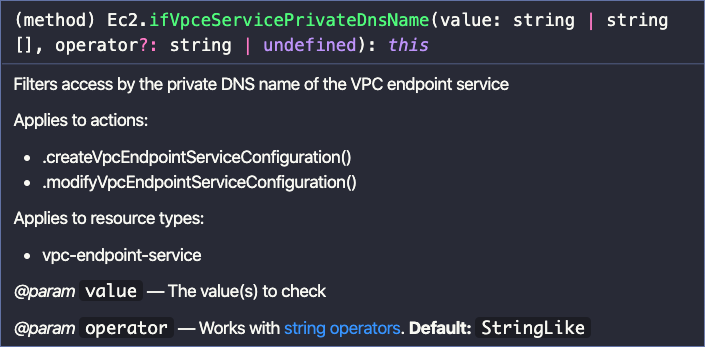 (method) Ec2.ifVpceServicePrivateDnsName(value: string | string
[], operator?: string | undefined): this
Filters access by the private DNS name of the VPC endpoint service
Applies to actions:
• .createVpcEndpointServiceConfiguration()
• .modifyVpcEndpointServiceConfiguration()
Applies to resource types:
• vpc-endpoint-service
@param value — The value(s) to check
@param operator — Works with string operators. Default: StringLike